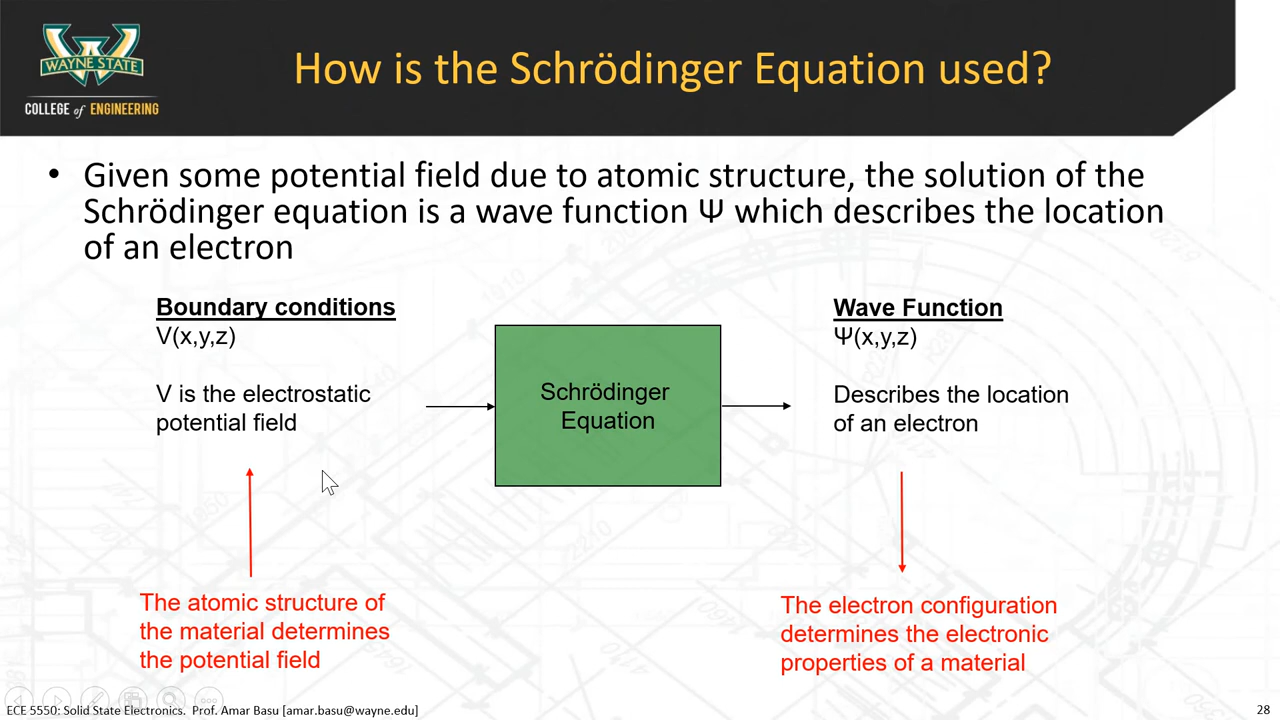 WAYNE STATE
COLLEGE of ENGINEERING
How is the Schrödinger Equation used?
• Given some potential field due to atomic structure, the solution of the
Schrödinger equation is a wave function Ψ which describes the location
of an electron
Boundary conditions
V(x,y,z)
V is the electrostatic
potential field
Schrödinger
Equation
Wave Function
Ψ(x,y,z)
Describes the location
of an electron
The atomic structure of
the material determines
the potential field
The electron configuration
determines the electronic
properties of a material
ECE 5550: Solid State Electronics. Prof. Amar Basu [amar.basu@wayne.edu]
28